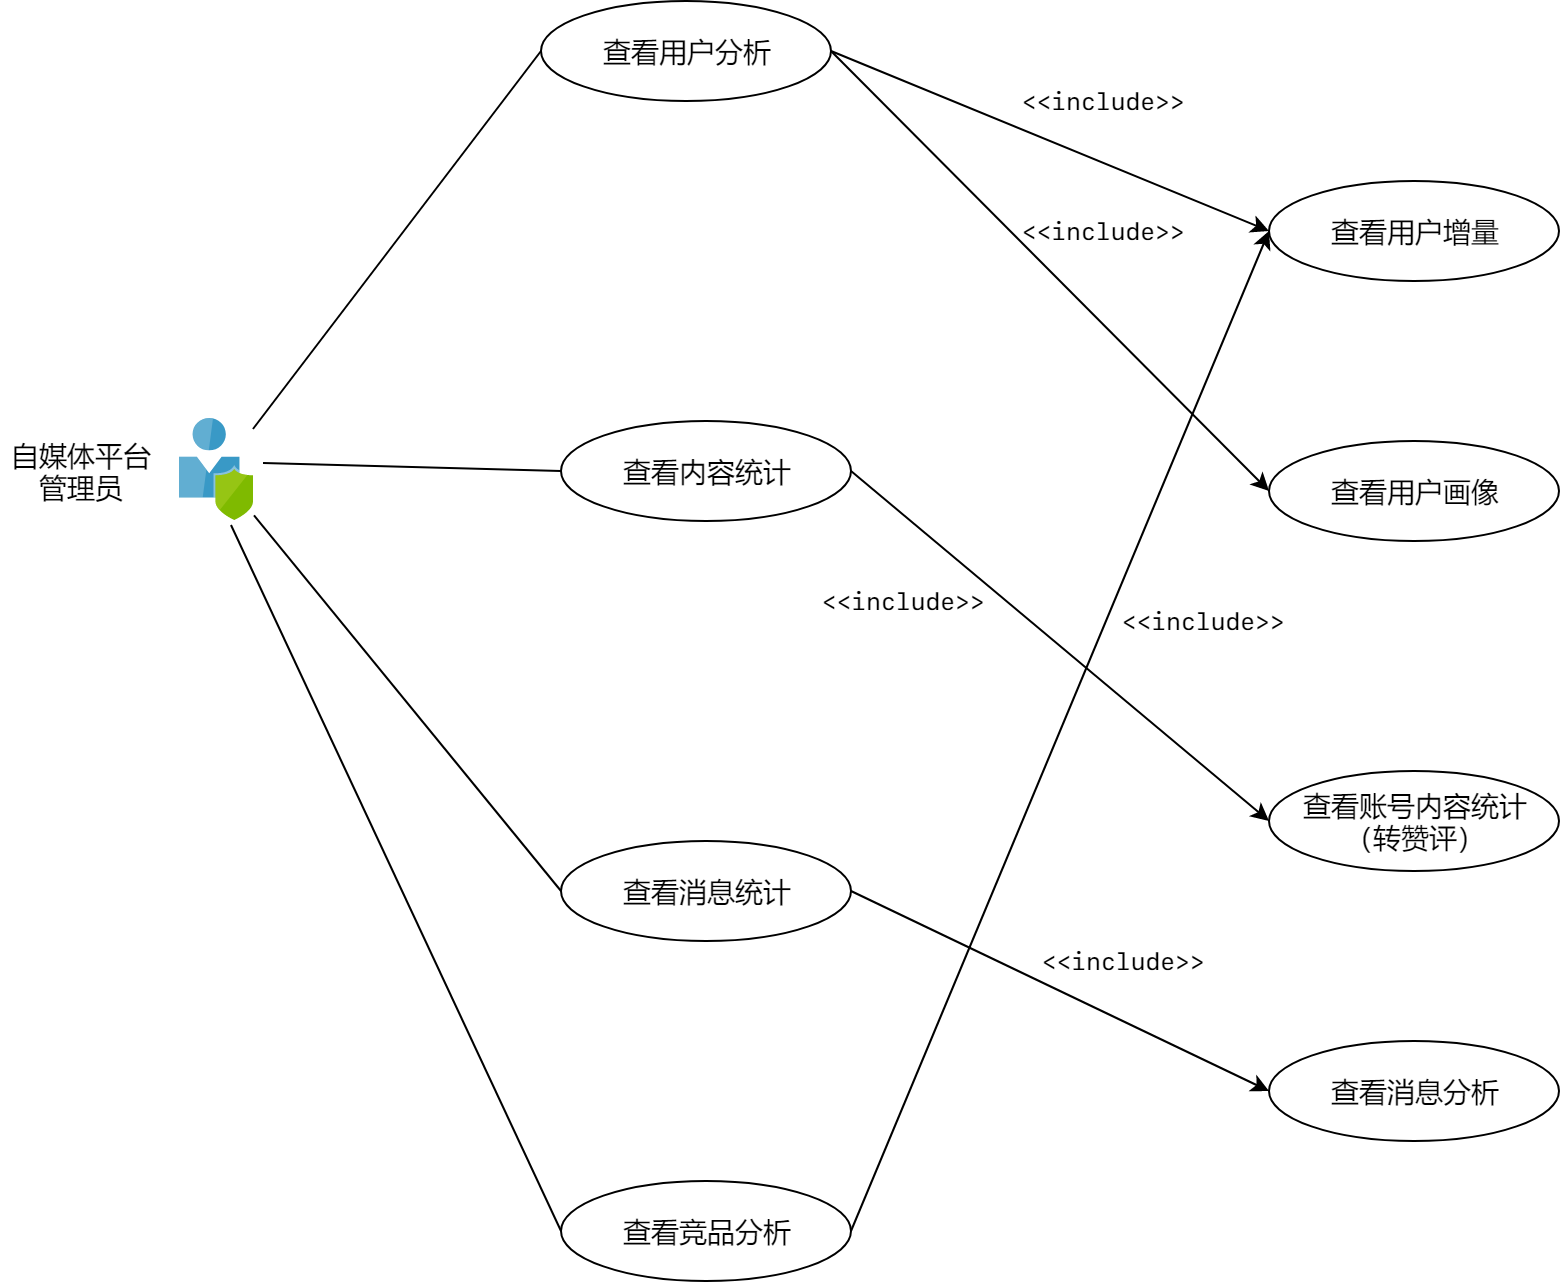 查看用户分析
<<include>>
查看用户增量
<<include>>
自媒体平台
管理员
查看内容统计
查看用户画像
<<include>>
<<include>>
查看账号内容统计
（转赞评）
查看消息统计
<<include>>
查看消息分析
查看竞品分析